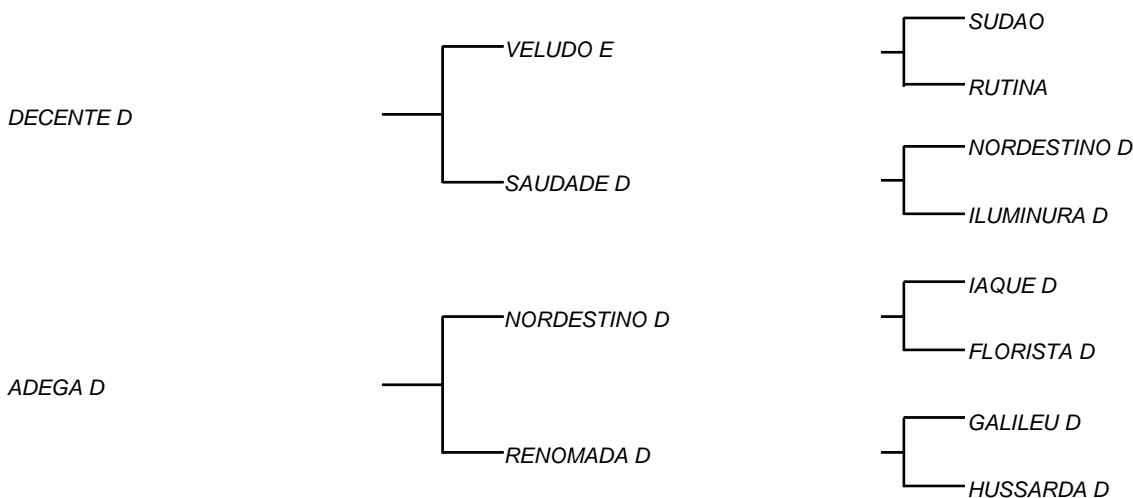 SUDAO
VELUDO E
RUTINA
DECENTE D
NORDESTINO D
SAUDADE D
ILUMINURA D
IAQUE D
NORDESTINO D
FLORISTA D
ADEGA D
GALILEU D
RENOMADA D
HUSSARDA D